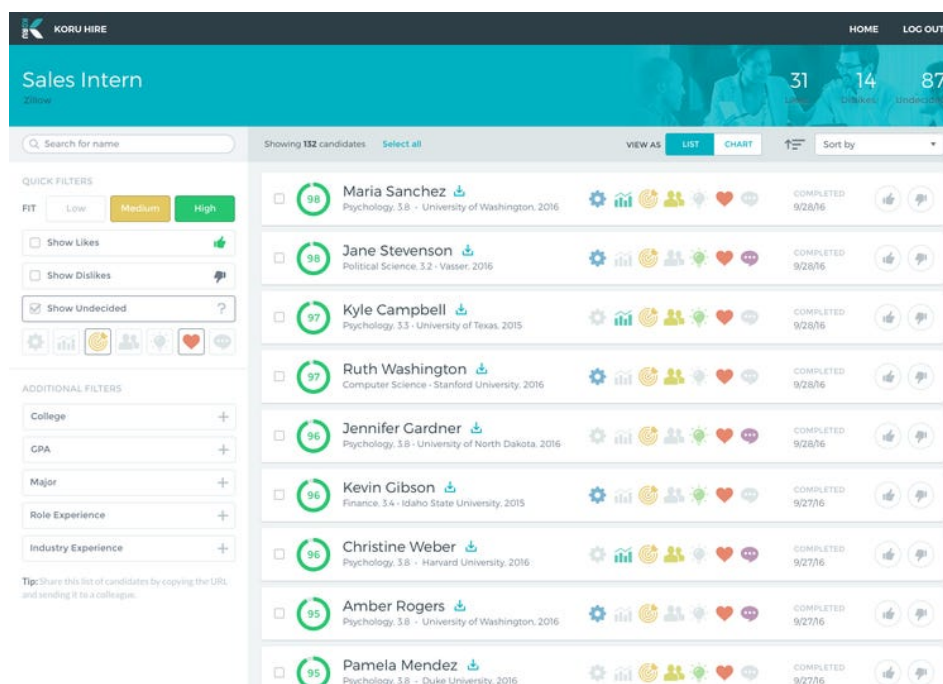 KORU
KORU HIRE
HOME LOG OUT
Sales Intern
Zillow
31 14 87
Likes Dislikes Undecided
Search for name
Showing 132 candidates Select all
VIEW AS LIST CHART Sort by
QUICK FILTERS
FIT Low Medium High
Show Likes
Show Dislikes
Show Undecided ?
ADDITIONAL FILTERS
College +
GPA +
Major +
Role Experience +
Industry Experience +
Tip: Share this list of candidates by copying the URL
and sending it to a colleague.
98 Maria Sanchez
Psychology, 3.8 - University of Washington, 2016
COMPLETED
9/28/16
98 Jane Stevenson
Political Science, 3.2 - Vasser, 2016
COMPLETED
9/28/16
97 Kyle Campbell
Psychology, 3.3 - University of Texas, 2015
COMPLETED
9/28/16
97 Ruth Washington
Computer Science - Stanford University, 2016
COMPLETED
9/28/16
96 Jennifer Gardner
Psychology, 3.8 - University of North Dakota, 2016
COMPLETED
9/28/16
96 Kevin Gibson
Finance, 3.4 - Idaho State University, 2015
COMPLETED
9/27/16
96 Christine Weber
Psychology, 3.8 - Harvard University, 2016
COMPLETED
9/27/16
95 Amber Rogers
Psychology, 3.8 - University of Washington, 2016
COMPLETED
9/27/16
95 Pamela Mendez
Psychology, 3.8 - Duke University, 2016
COMPLETED
9/27/16